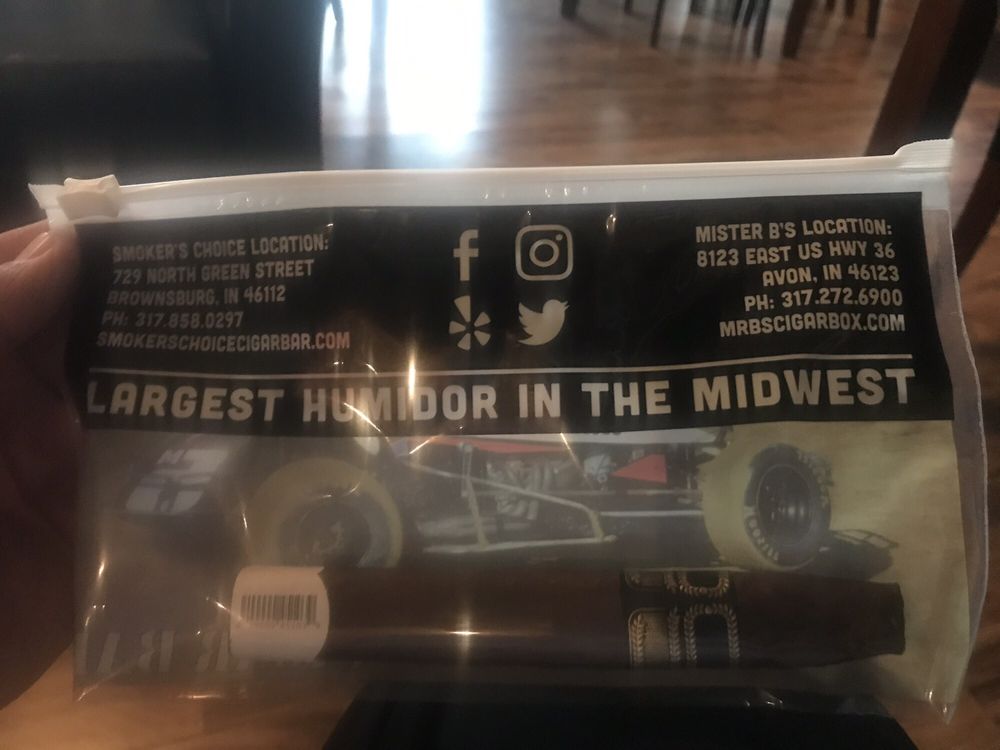 SMOKER'S CHOICE LOCATION:
729 NORTH GREEN STREET
BROWNSBURG, IN 46112
PH: 317.858.0297
SMOKERSCHOICECIGARBAR.COM
MISTER B'S LOCATION:
8123 EAST US HWY 36
AVON, IN 46123
PH: 317.272.6900
MRBSCIGARBOX.COM
LARGEST HUMIDOR IN THE MIDWEST